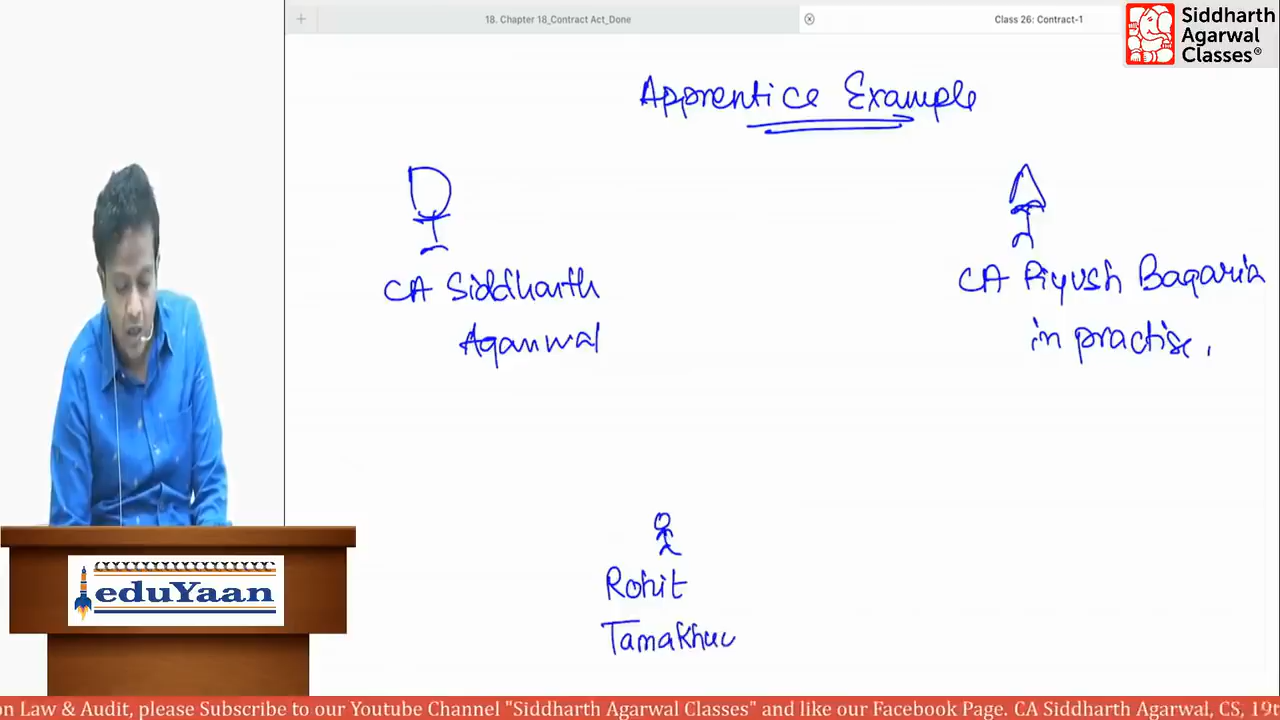 18. Chapter 18_Contract Act_Done
Class 26: Contract-1
Siddharth
Agarwal
Classes®
Apprentice Example
CA Siddharth
Agarwal
CA Piyush Bagaria
in practise,
Rohit
Tamakhuu
eduYaan
on Law & Audit, please Subscribe to our Youtube Channel "Siddharth Agarwal Classes" and like our Facebook Page. CA Siddharth Agarwal, CS, 19t